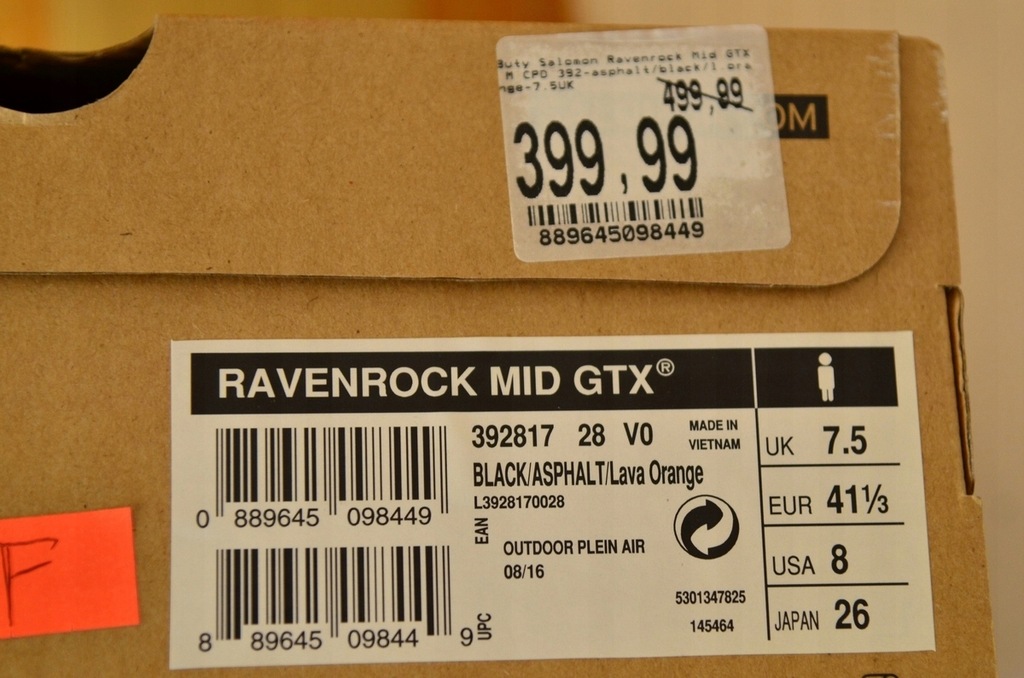 Buty Salomon Ravenrock Mid GTX
M CPO 392-asphalt/black/l.ora
nge-7.5UK
499,99
399,99
889645098449
OM
RAVENROCK MID GTX®
392817 28 V0
MADE IN
VIETNAM
BLACK/ASPHALT/Lava Orange
L3928170028
0 889645 098449
EAN
OUTDOOR PLEIN AIR
08/16
5301347825
145464
8 89645 09844 9
UPC
UK 7.5
EUR 41⅓
USA 8
JAPAN 26
F